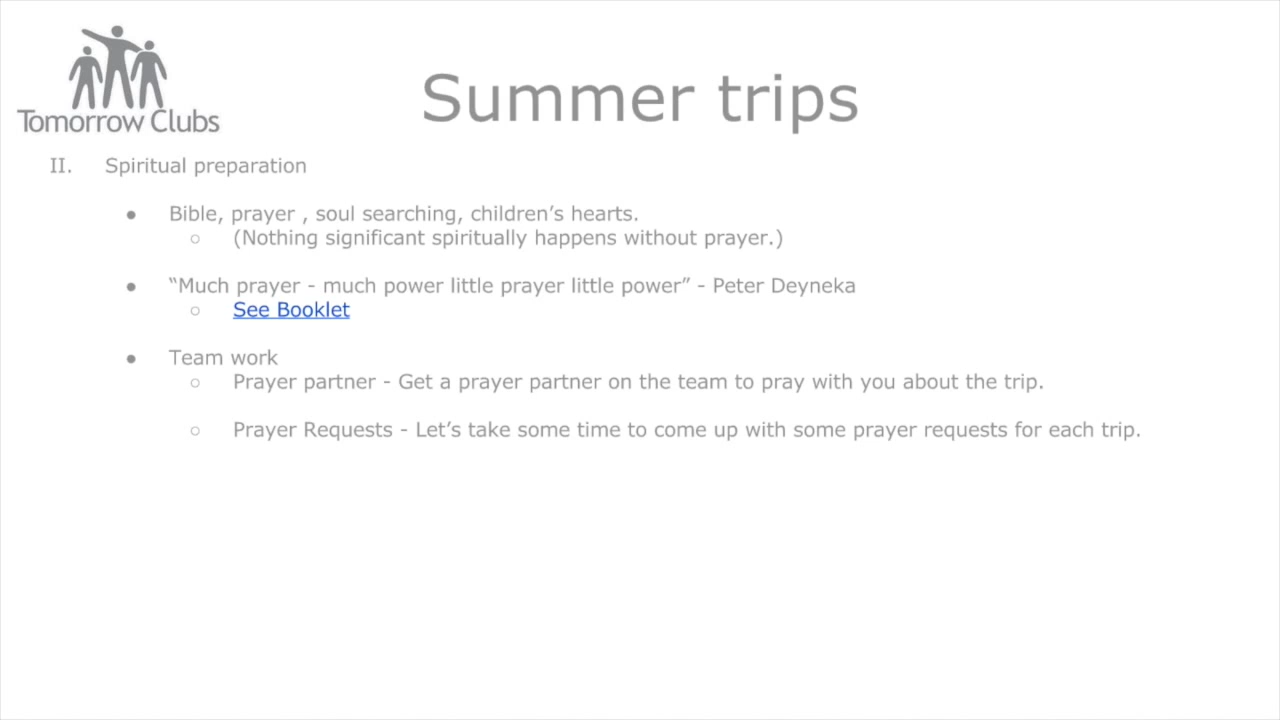 Tomorrow Clubs
Summer trips
II. Spiritual preparation
● Bible, prayer , soul searching, children’s hearts.
○ (Nothing significant spiritually happens without prayer.)
● “Much prayer - much power little prayer little power” - Peter Deyneka
○ See Booklet
● Team work
○ Prayer partner - Get a prayer partner on the team to pray with you about the trip.
○ Prayer Requests - Let’s take some time to come up with some prayer requests for each trip.